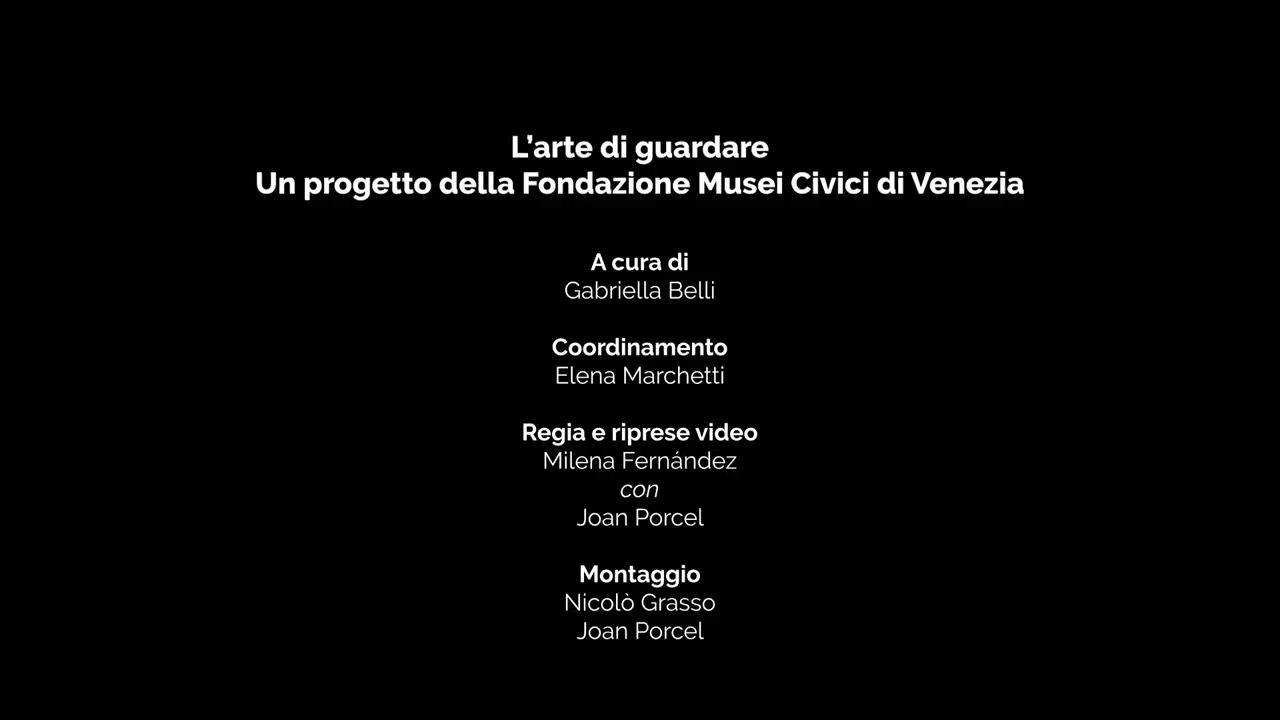 L’arte di guardare
Un progetto della Fondazione Musei Civici di Venezia
A cura di
Gabriella Belli
Coordinamento
Elena Marchetti
Regia e riprese video
Milena Fernández
con
Joan Porcel
Montaggio
Nicolò Grasso
Joan Porcel